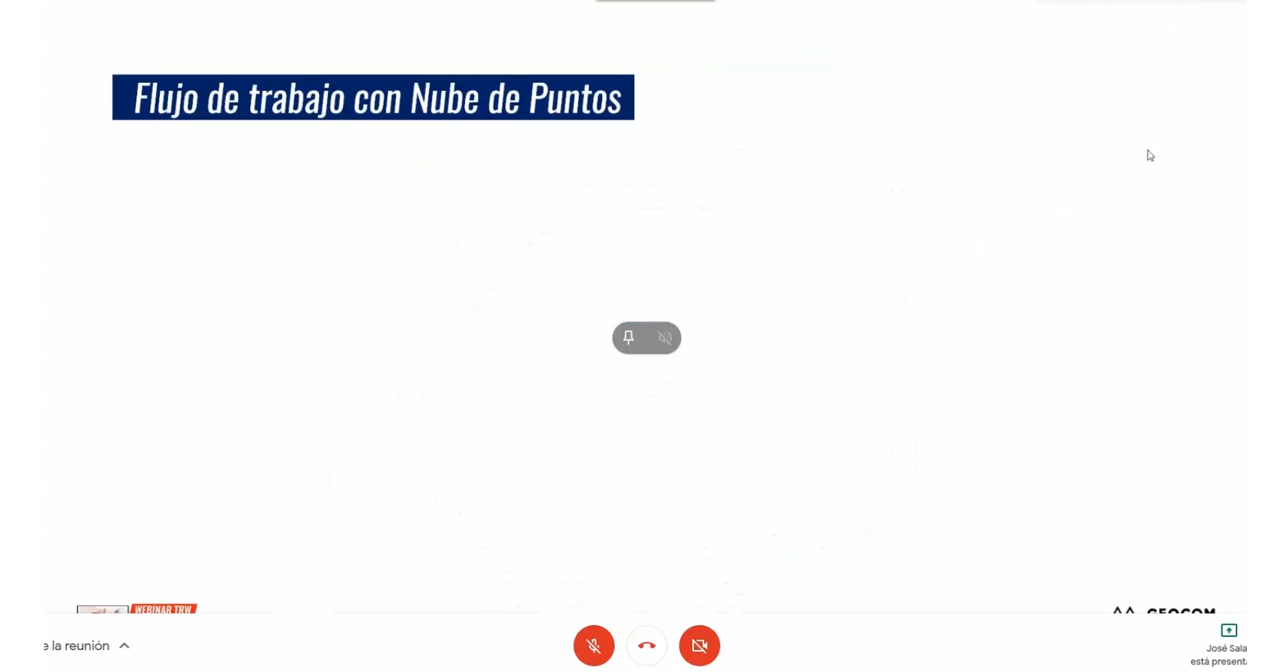 Flujo de trabajo con Nube de Puntos
WEBINAR TRW
GEOCOM
e la reunión
José Sala
está present